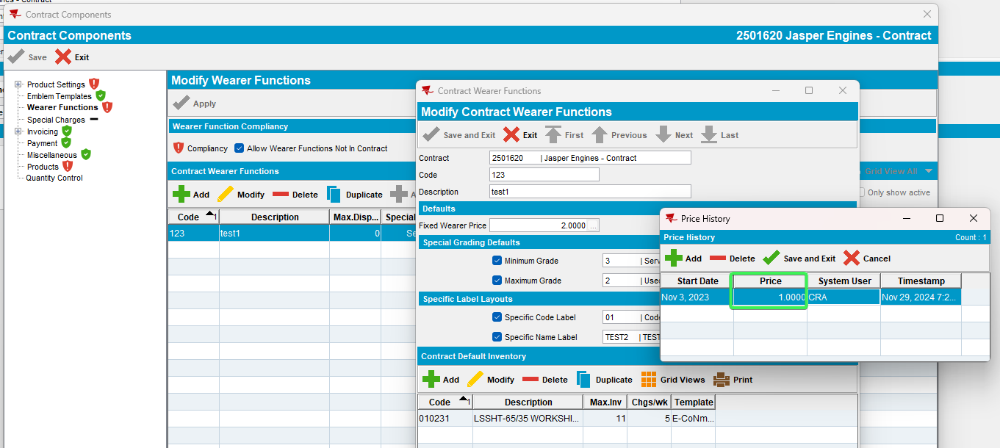 Contract Components
Contract Components
2501620 Jasper Engines - Contract
Save
Exit
Product Settings
Emblem Templates
Wearer Functions
Special Charges
Invoicing
Payment
Miscellaneous
Products
Quantity Control
Modify Wearer Functions
Apply
Wearer Function Compliancy
Compliancy
Allow Wearer Functions Not In Contract
Contract Wearer Functions
Grid View All
Add
Modify
Delete
Duplicate
Only show active
Code 1
Description
Max.Disp...
Special
123
test1
0
Se
Contract Wearer Functions
Modify Contract Wearer Functions
Save and Exit
Exit
First
Previous
Next
Last
Contract
2501620 | Jasper Engines - Contract
Code
123
Description
test1
Defaults
Fixed Wearer Price
2.0000 ...
Special Grading Defaults
Minimum Grade
3 | Serv
Maximum Grade
2 | Used
Specific Label Layouts
Specific Code Label
01 | Code
Specific Name Label
TEST2 | TEST
Contract Default Inventory
Add
Modify
Delete
Duplicate
Grid Views
Print
Code 1
Description
Max.Inv
Chgs/wk
Template
010231
LSSHT-65/35 WORKSHI...
11
5
E-CoNm...
Price History
Price History
Count : 1
Add
Delete
Save and Exit
Cancel
Start Date
Price
System User
Timestamp
Nov 3, 2023
1.0000
CRA
Nov 29, 2024 7:2...